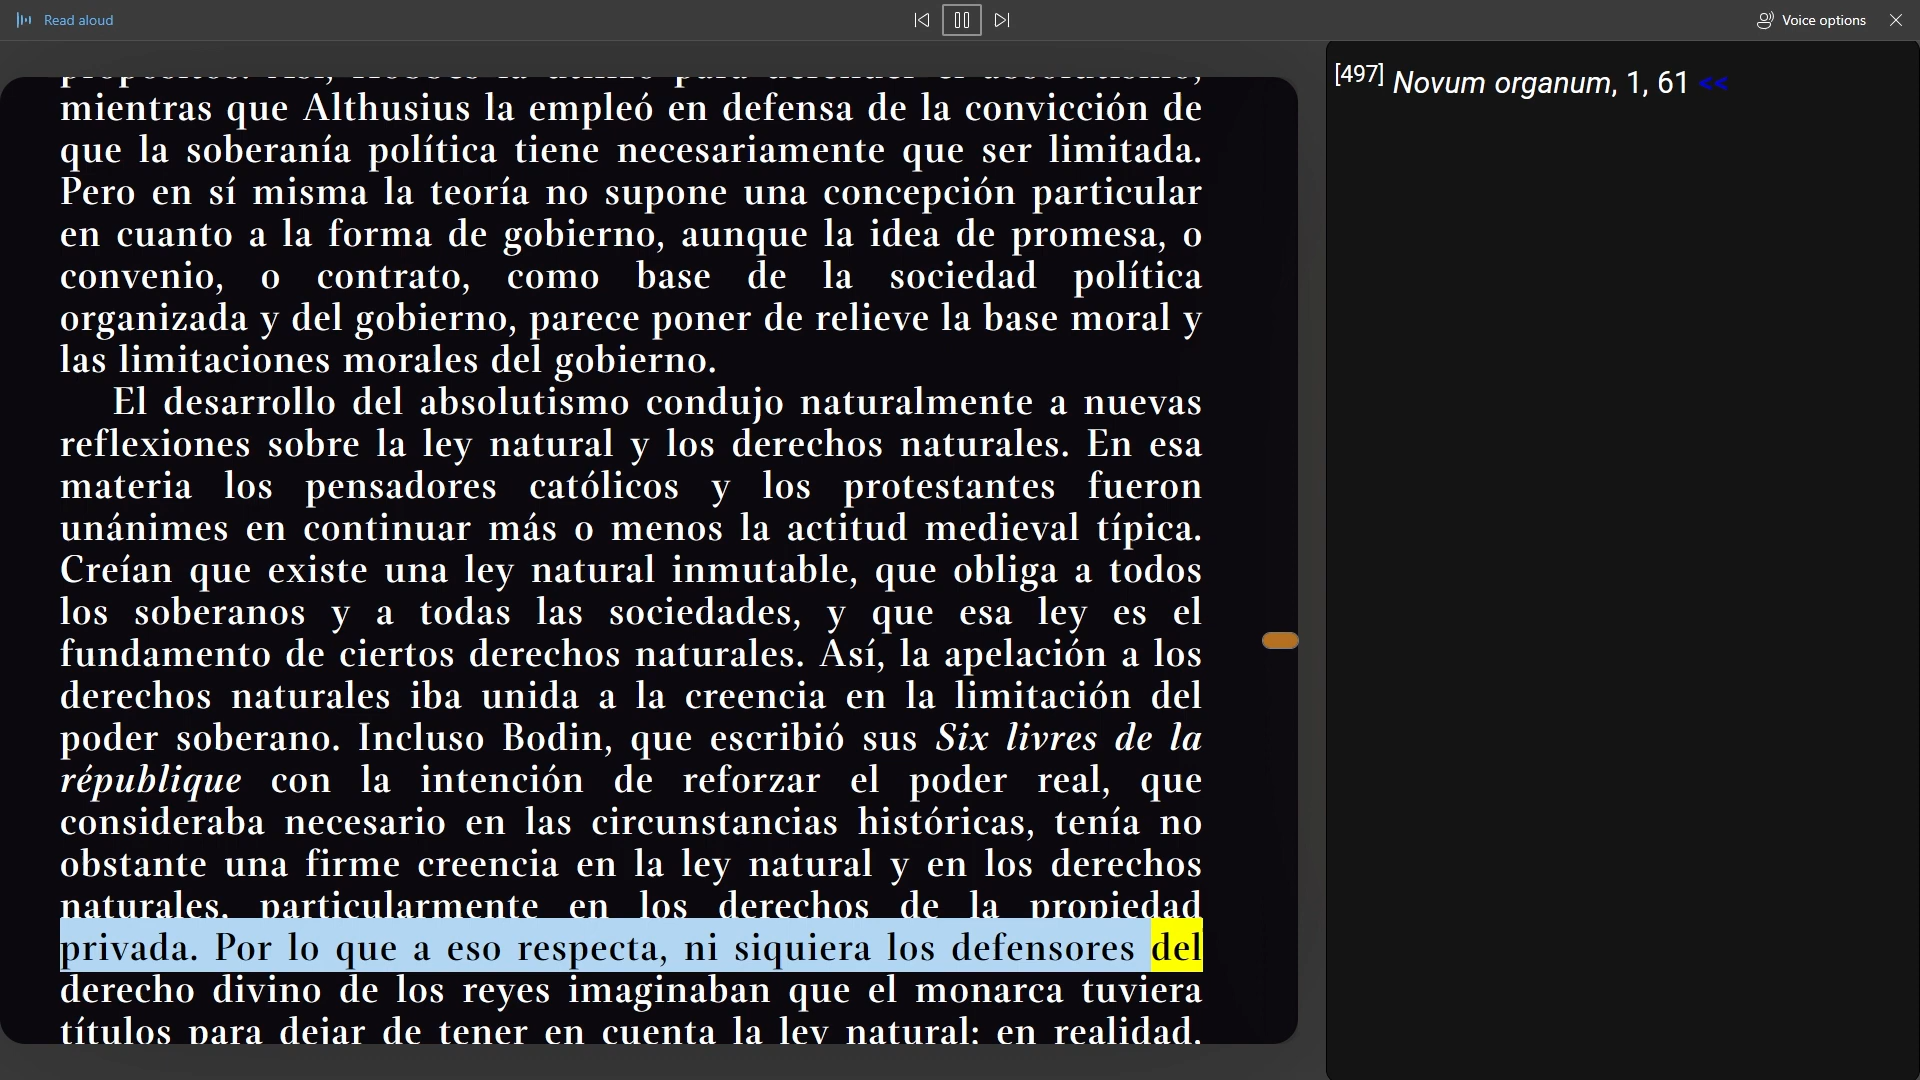 Read aloud
Voice options
propósitos. Así, Hobbes la utilizó para defender el absolutismo,
mientras que Althusius la empleó en defensa de la convicción de
que la soberanía política tiene necesariamente que ser limitada.
Pero en sí misma la teoría no supone una concepción particular
en cuanto a la forma de gobierno, aunque la idea de promesa, o
convenio, o contrato, como base de la sociedad política
organizada y del gobierno, parece poner de relieve la base moral y
las limitaciones morales del gobierno.
El desarrollo del absolutismo condujo naturalmente a nuevas
reflexiones sobre la ley natural y los derechos naturales. En esa
materia los pensadores católicos y los protestantes fueron
unánimes en continuar más o menos la actitud medieval típica.
Creían que existe una ley natural inmutable, que obliga a todos
los soberanos y a todas las sociedades, y que esa ley es el
fundamento de ciertos derechos naturales. Así, la apelación a los
derechos naturales iba unida a la creencia en la limitación del
poder soberano. Incluso Bodin, que escribió sus Six livres de la
république con la intención de reforzar el poder real, que
consideraba necesario en las circunstancias históricas, tenía no
obstante una firme creencia en la ley natural y en los derechos
naturales, particularmente en los derechos de la propiedad
privada. Por lo que a eso respecta, ni siquiera los defensores del
derecho divino de los reyes imaginaban que el monarca tuviera
títulos para dejar de tener en cuenta la ley natural; en realidad,
[497] Novum organum, 1, 61 <<